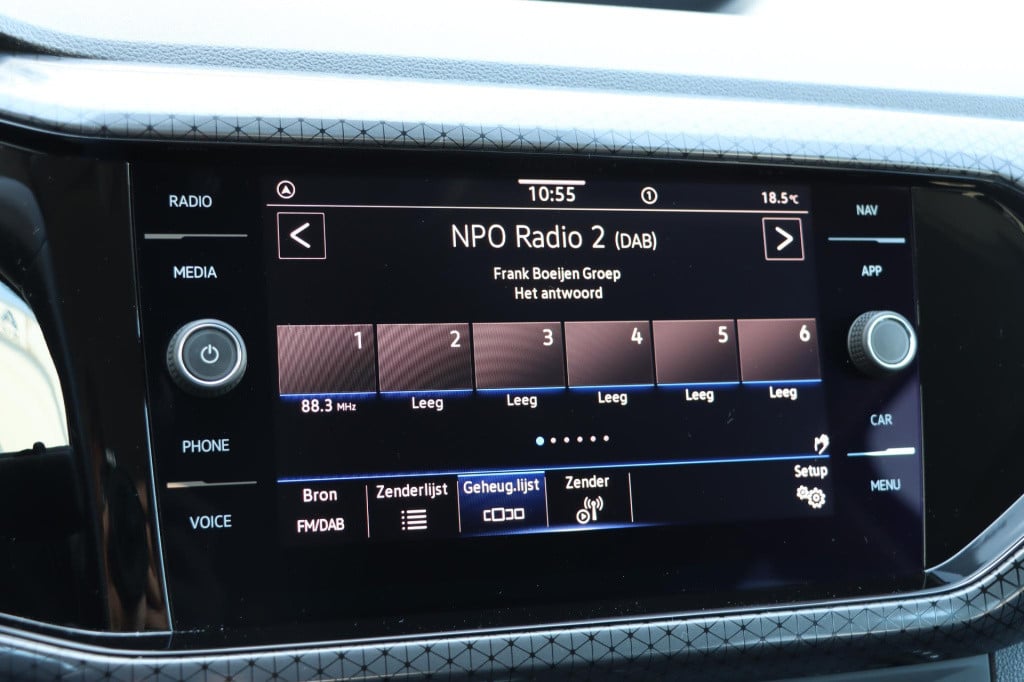 RADIO
MEDIA
PHONE
VOICE
10:55
1
18.5°C
NPO Radio 2 (DAB)
Frank Boeijen Groep
Het antwoord
1 2 3 4 5 6
88.3 MHz Leeg Leeg Leeg Leeg Leeg
Bron Zenderlijst Geheug.lijst Zender Setup
FM/DAB
NAV
APP
CAR
MENU